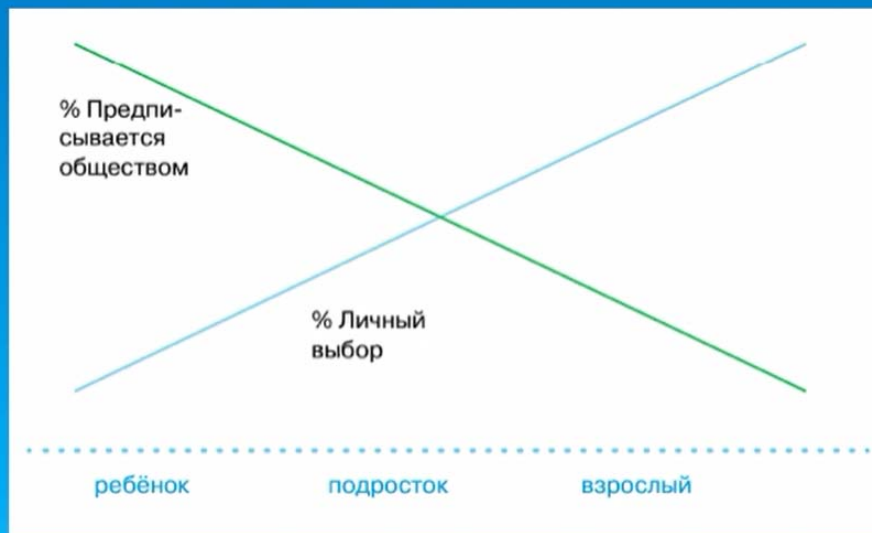 % Предпи-
сывается
обществом
% Личный
выбор
ребёнок подросток взрослый